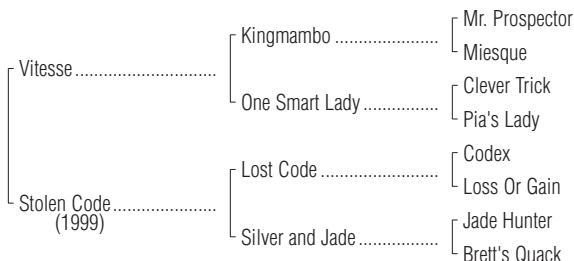 Mr. Prospector
Kingmambo ........................
Miesque
Vitesse ................................
Clever Trick
One Smart Lady .................
Pia's Lady
Codex
Lost Code ...........................
Loss Or Gain
Stolen Code .......................
(1999)
Jade Hunter
Silver and Jade ..................
Brett's Quack